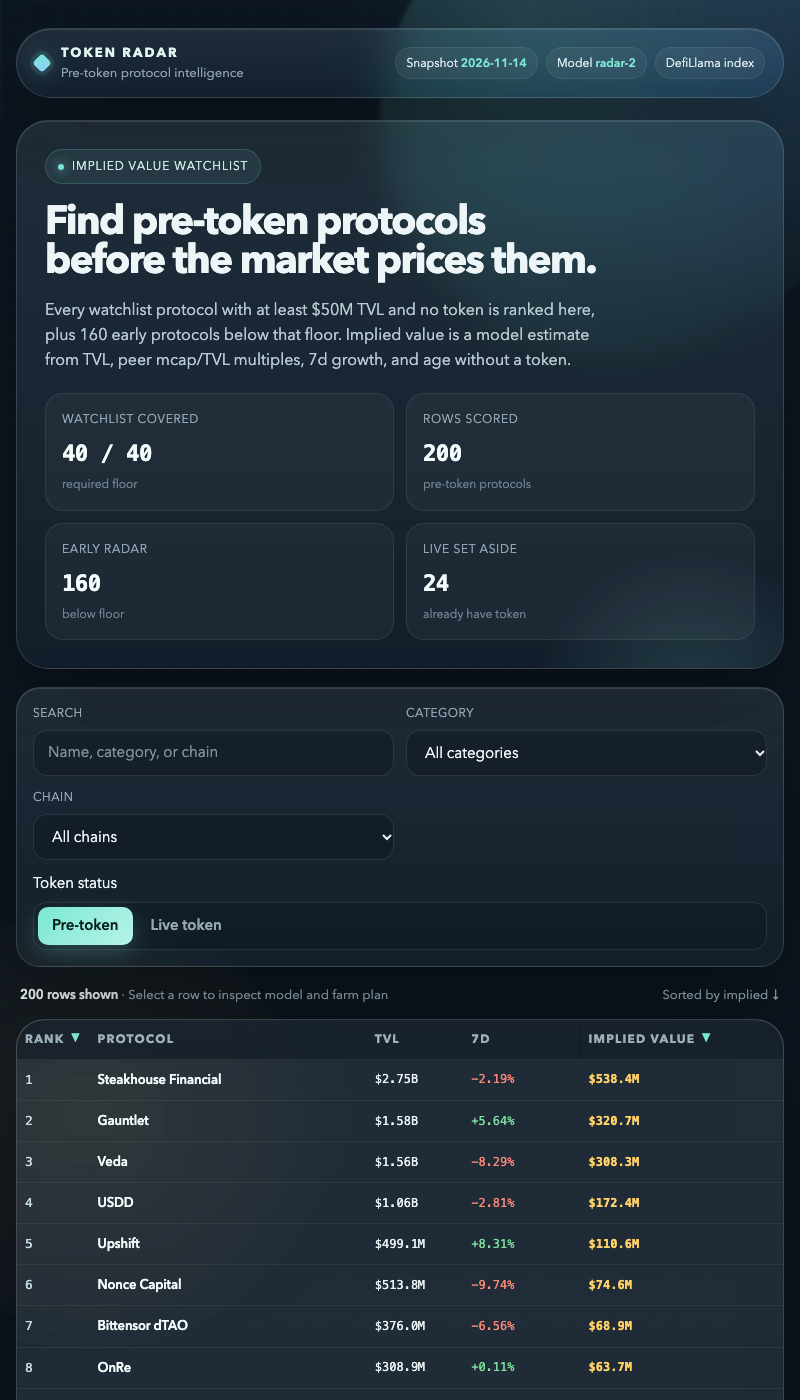 TOKEN RADAR
Pre-token protocol intelligence
Snapshot 2026-11-14
Model radar-2
DefiLlama index
IMPLIED VALUE WATCHLIST
Find pre-token protocols
before the market prices them.
Every watchlist protocol with at least $50M TVL and no token is ranked here,
plus 160 early protocols below that floor. Implied value is a model estimate
from TVL, peer mcap/TVL multiples, 7d growth, and age without a token.
WATCHLIST COVERED
40 / 40
required floor
ROWS SCORED
200
pre-token protocols
EARLY RADAR
160
below floor
LIVE SET ASIDE
24
already have token
SEARCH
Name, category, or chain
CATEGORY
All categories
CHAIN
All chains
Token status
Pre-token Live token
200 rows shown · Select a row to inspect model and farm plan
Sorted by implied ↓
RANK ▼ PROTOCOL TVL 7D IMPLIED VALUE ▼
1 Steakhouse Financial $2.75B −2.19% $538.4M
2 Gauntlet $1.58B +5.64% $320.7M
3 Veda $1.56B −8.29% $308.3M
4 USDD $1.06B −2.81% $172.4M
5 Upshift $499.1M +8.31% $110.6M
6 Nonce Capital $513.8M −9.74% $74.6M
7 Bittensor dTAO $376.0M −6.56% $68.9M
8 OnRe $308.9M +0.11% $63.7M